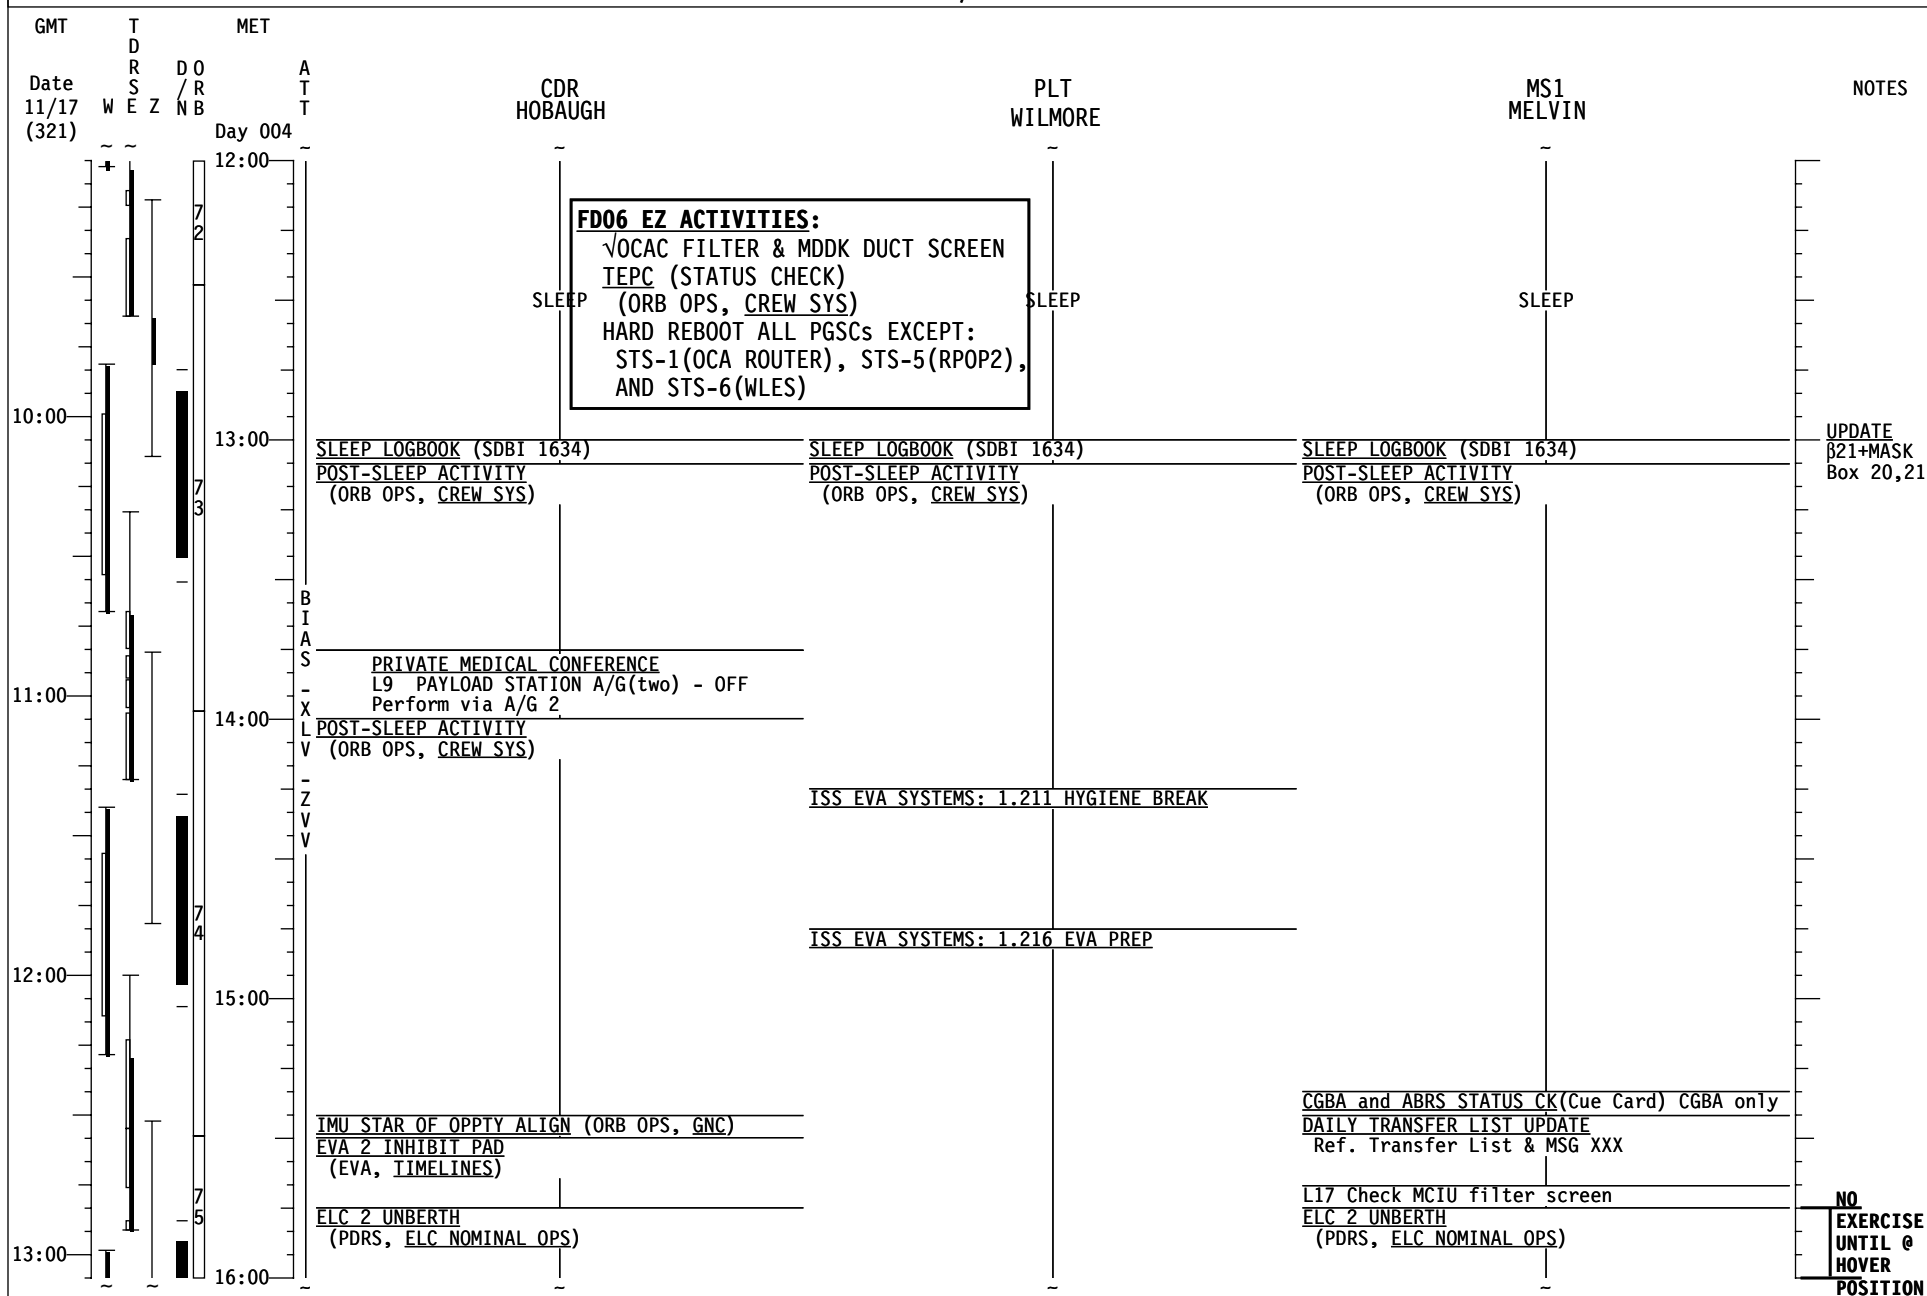 GMT
TDRS
MET
Date
11/17
(321)
W E Z
D/N
ORB
Day 004
ATT
CDR
HOBAUGH
PLT
WILMORE
MS1
MELVIN
NOTES
~ ~ ~ ~ ~ ~
12:00
72
FD06 EZ ACTIVITIES:
√OCAC FILTER & MDDK DUCT SCREEN
TEPC (STATUS CHECK)
(ORB OPS, CREW SYS)
HARD REBOOT ALL PGSCs EXCEPT:
STS-1(OCA ROUTER), STS-5(RPOP2),
AND STS-6(WLES)
SLEEP SLEEP SLEEP
10:00
13:00
SLEEP LOGBOOK (SDBI 1634) SLEEP LOGBOOK (SDBI 1634) SLEEP LOGBOOK (SDBI 1634)
POST-SLEEP ACTIVITY POST-SLEEP ACTIVITY POST-SLEEP ACTIVITY
(ORB OPS, CREW SYS) (ORB OPS, CREW SYS) (ORB OPS, CREW SYS)
UPDATE
β21+MASK
Box 20,21
73
BIAS -XLV -ZVV
PRIVATE MEDICAL CONFERENCE
L9 PAYLOAD STATION A/G(two) - OFF
Perform via A/G 2
11:00
14:00
POST-SLEEP ACTIVITY
(ORB OPS, CREW SYS)
ISS EVA SYSTEMS: 1.211 HYGIENE BREAK
74
ISS EVA SYSTEMS: 1.216 EVA PREP
12:00
15:00
CGBA and ABRS STATUS CK(Cue Card) CGBA only
IMU STAR OF OPPTY ALIGN (ORB OPS, GNC)
DAILY TRANSFER LIST UPDATE
EVA 2 INHIBIT PAD
Ref. Transfer List & MSG XXX
(EVA, TIMELINES)
75
L17 Check MCIU filter screen
ELC 2 UNBERTH
(PDRS, ELC NOMINAL OPS)
ELC 2 UNBERTH
(PDRS, ELC NOMINAL OPS)
NO
EXERCISE
UNTIL @
HOVER
POSITION
13:00
16:00
~ ~ ~ ~ ~ ~